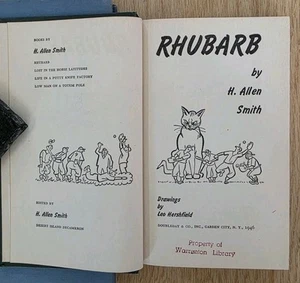 BOOKS BY
H. Allen Smith
RHUBARB
LOST IN THE HORSE LATITUDES
LIFE IN A PUTTY KNIFE FACTORY
LOW MAN ON A TOTEM POLE
EDITED BY
H. Allen Smith
DESERT ISLAND DECAMERON
RHUBARB
by
H. Allen
Smith
Drawings
by
Leo Hershfield
DOUBLEDAY & CO., INC., GARDEN CITY, N. Y., 1946
Property of
Warranton Library